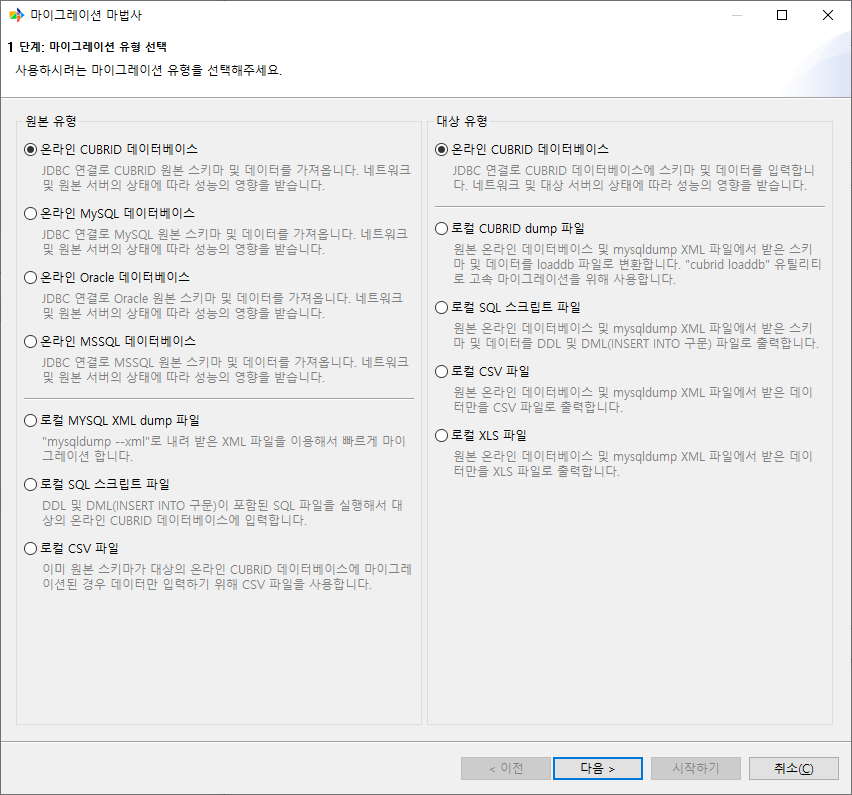 마이그레이션 마법사
1 단계: 마이그레이션 유형 선택
사용하시려는 마이그레이션 유형을 선택해주세요.
원본 유형
온라인 CUBRID 데이터베이스
JDBC 연결로 CUBRID 원본 스키마 및 데이터를 가져옵니다. 네트워크
및 원본 서버의 상태에 따라 성능의 영향을 받습니다.
온라인 MySQL 데이터베이스
JDBC 연결로 MySQL 원본 스키마 및 데이터를 가져옵니다. 네트워크
및 원본 서버의 상태에 따라 성능의 영향을 받습니다.
온라인 Oracle 데이터베이스
JDBC 연결로 Oracle 원본 스키마 및 데이터를 가져옵니다. 네트워크
및 원본 서버의 상태에 따라 성능의 영향을 받습니다.
온라인 MSSQL 데이터베이스
JDBC 연결로 MSSQL 원본 스키마 및 데이터를 가져옵니다. 네트워크
및 원본 서버의 상태에 따라 성능의 영향을 받습니다.
로컬 MYSQL XML dump 파일
"mysqldump --xml"로 내려 받은 XML 파일을 이용해서 빠르게 마이
그레이션 합니다.
로컬 SQL 스크립트 파일
DDL 및 DML(INSERT INTO 구문)이 포함된 SQL 파일을 실행해서 대
상의 온라인 CUBRID 데이터베이스에 입력합니다.
로컬 CSV 파일
이미 원본 스키마가 대상의 온라인 CUBRID 데이터베이스에 마이그레
이션된 경우 데이터만 입력하기 위해 CSV 파일을 사용합니다.
대상 유형
온라인 CUBRID 데이터베이스
JDBC 연결로 CUBRID 데이터베이스에 스키마 및 데이터를 입력합니
다. 네트워크 및 대상 서버의 상태에 따라 성능의 영향을 받습니다.
로컬 CUBRID dump 파일
원본 온라인 데이터베이스 및 mysqldump XML 파일에서 받은 스키
마 및 데이터를 loaddb 파일로 변환합니다. "cubrid loaddb" 유틸리티
로 고속 마이그레이션을 위해 사용합니다.
로컬 SQL 스크립트 파일
원본 온라인 데이터베이스 및 mysqldump XML 파일에서 받은 스키
마 및 데이터를 DDL 및 DML(INSERT INTO 구문) 파일로 출력합니다.
로컬 CSV 파일
원본 온라인 데이터베이스 및 mysqldump XML 파일에서 받은 데이
터만을 CSV 파일로 출력합니다.
로컬 XLS 파일
원본 온라인 데이터베이스 및 mysqldump XML 파일에서 받은 데이
터만을 XLS 파일로 출력합니다.
< 이전
다음 >
시작하기
취소(C)